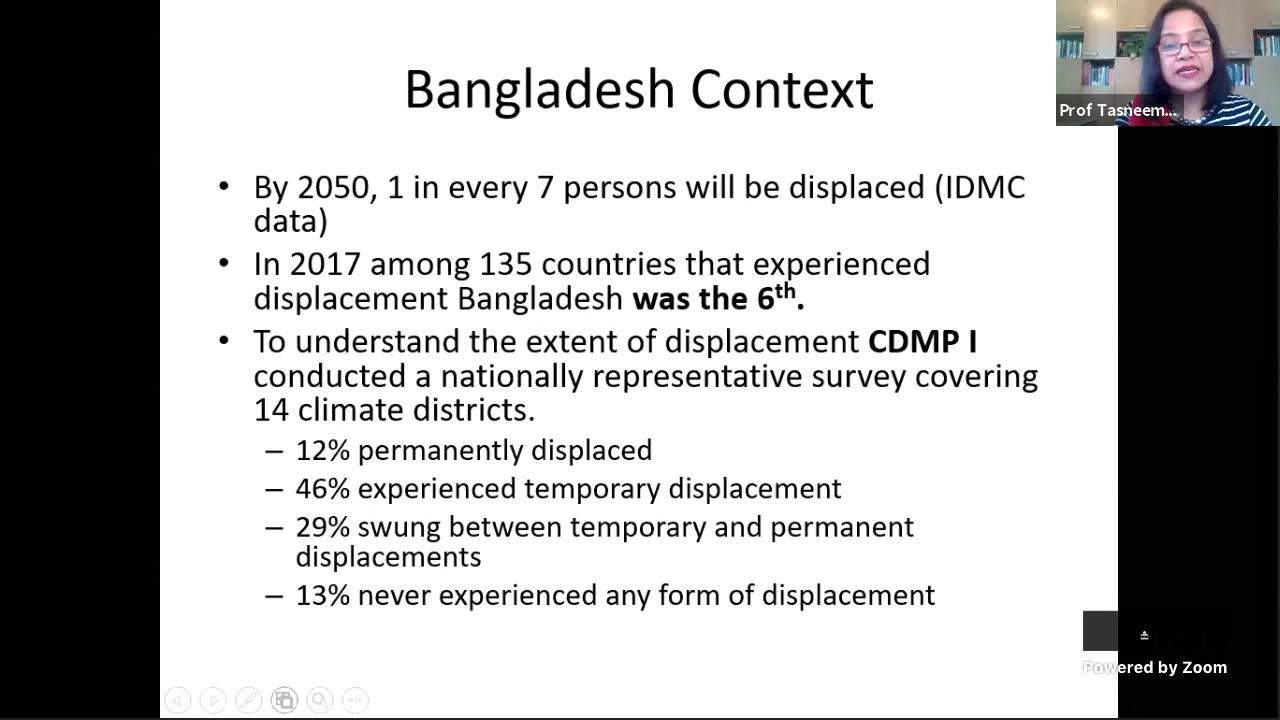 Bangladesh Context
Prof Tasneem...
• By 2050, 1 in every 7 persons will be displaced (IDMC
data)
• In 2017 among 135 countries that experienced
displacement Bangladesh was the 6th.
• To understand the extent of displacement CDMP I
conducted a nationally representative survey covering
14 climate districts.
– 12% permanently displaced
– 46% experienced temporary displacement
– 29% swung between temporary and permanent
displacements
– 13% never experienced any form of displacement
Powered by Zoom